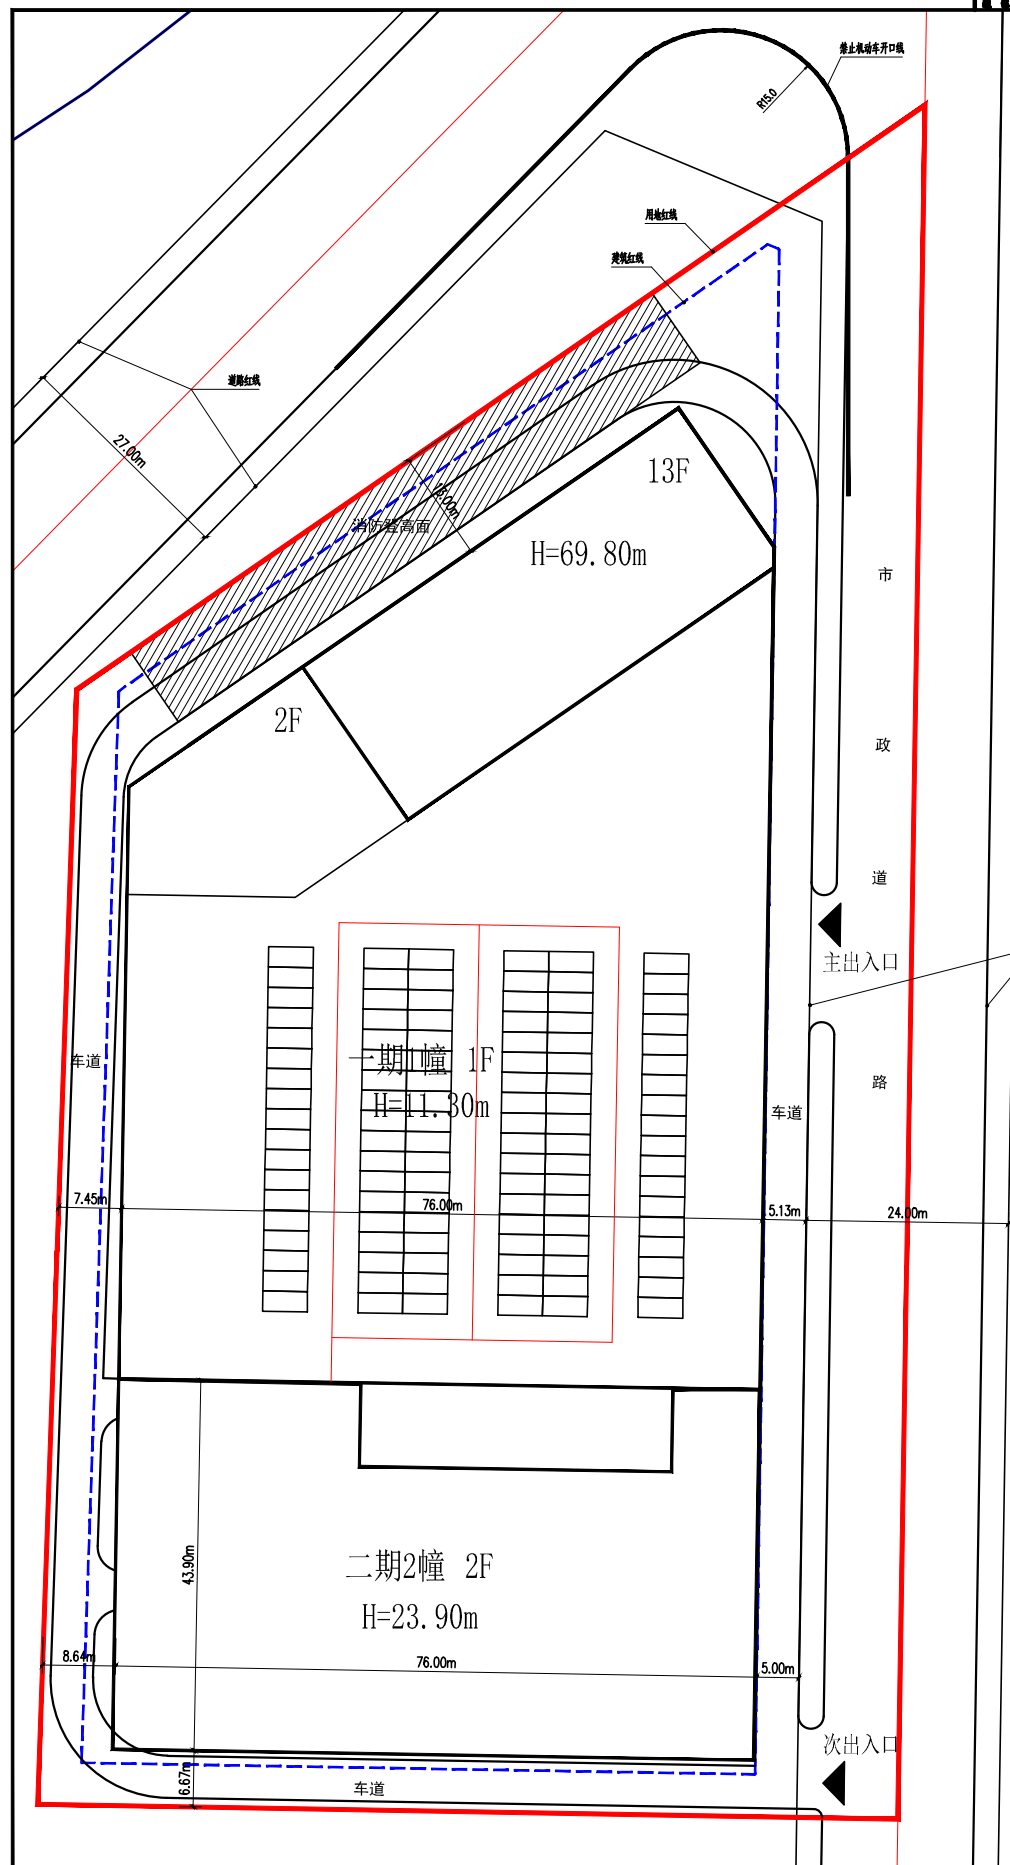 禁止机动车开口线
R15.0
用地红线
建筑红线
道路红线
27.00m
13F
13.00m
消防登高面
H=69.80m
市
2F
政
道
主出入口
一期1幢 1F
车道
路
H=11.30m
车道
7.45m
76.00m
5.13m
24.00m
43.90m
二期2幢 2F
H=23.90m
8.64m
76.00m
5.00m
次出入口
6.67m
车道